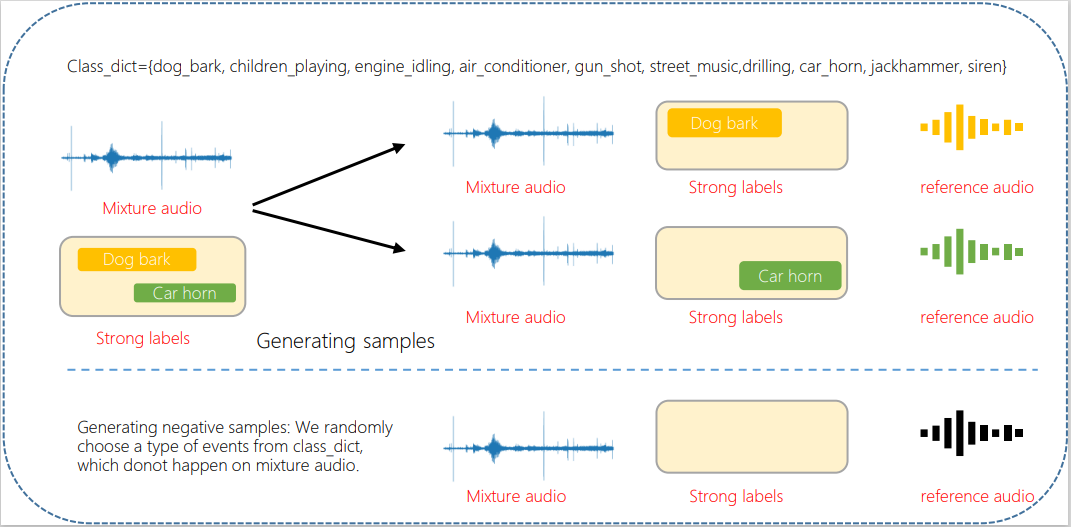 Class_dict={dog_bark, children_playing, engine_idling, air_conditioner, gun_shot, street_music,drilling, car_horn, jackhammer, siren}
Mixture audio
Dog bark
Car horn
Strong labels
Generating samples
Dog bark
Mixture audio
Strong labels
reference audio
Car horn
Mixture audio
Strong labels
reference audio
Generating negative samples: We randomly
choose a type of events from class_dict,
which donot happen on mixture audio.
Mixture audio
Strong labels
reference audio